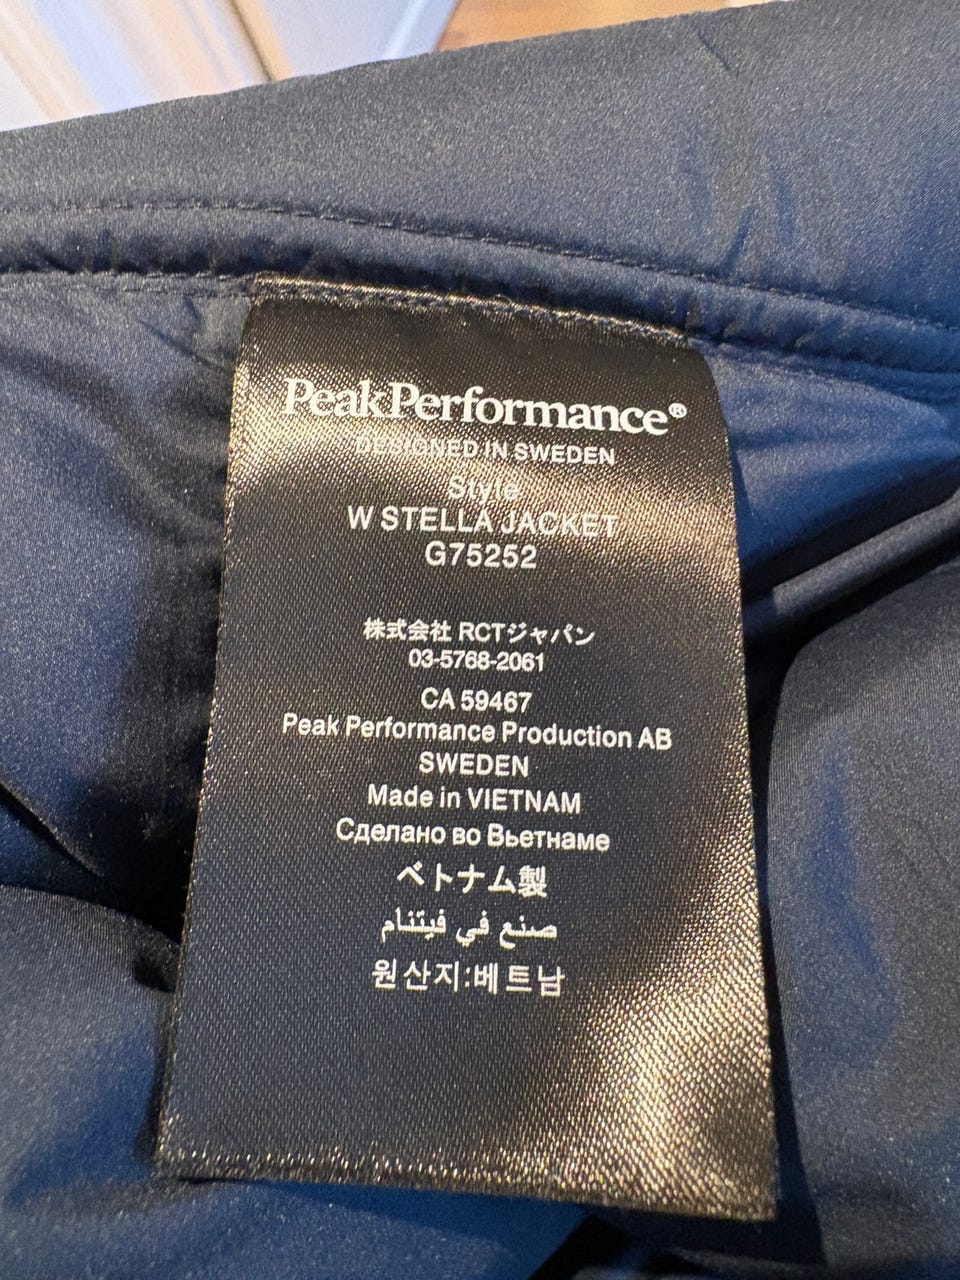 PeakPerformance®
DESIGNED IN SWEDEN
Style
W STELLA JACKET
G75252
株式会社 RCTジャパン
03-5768-2061
CA 59467
Peak Performance Production AB
SWEDEN
Made in VIETNAM
Сделано во Вьетнаме
ベトナム製
صنع في فيتنام
원산지:베트남